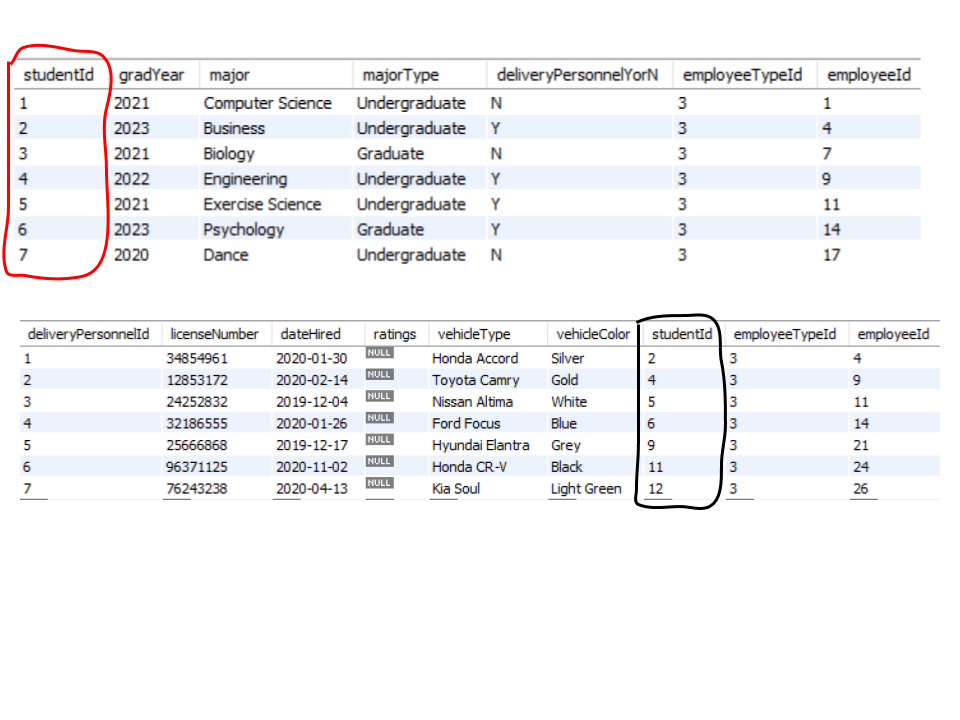 studentId gradYear major majorType deliveryPersonnelYorN employeeTypeId employeeId
1 2021 Computer Science Undergraduate N 3 1
2 2023 Business Undergraduate Y 3 4
3 2021 Biology Graduate N 3 7
4 2022 Engineering Undergraduate Y 3 9
5 2021 Exercise Science Undergraduate Y 3 11
6 2023 Psychology Graduate Y 3 14
7 2020 Dance Undergraduate N 3 17
deliveryPersonnelId licenseNumber dateHired ratings vehicleType vehicleColor studentId employeeTypeId employeeId
1 34854961 2020-01-30 NULL Honda Accord Silver 2 3 4
2 12853172 2020-02-14 NULL Toyota Camry Gold 4 3 9
3 24252832 2019-12-04 NULL Nissan Altima White 5 3 11
4 32186555 2020-01-26 NULL Ford Focus Blue 6 3 14
5 25666868 2019-12-17 NULL Hyundai Elantra Grey 9 3 21
6 96371125 2020-11-02 NULL Honda CR-V Black 11 3 24
7 76243238 2020-04-13 NULL Kia Soul Light Green 12 3 26